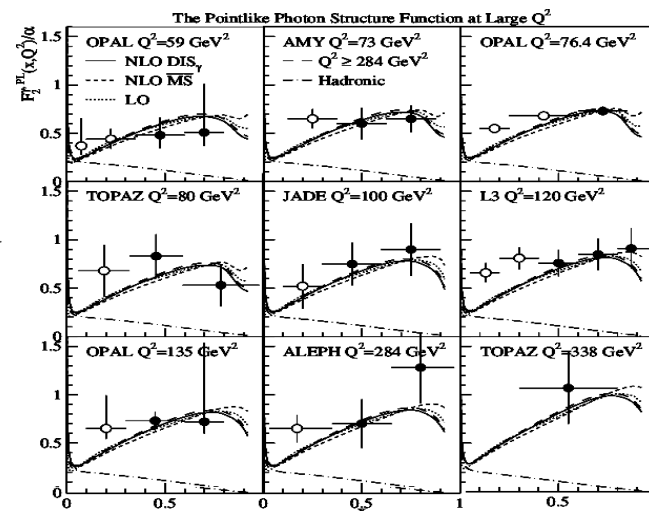 The Pointlike Photon Structure Function at Large Q²
F₂^γ,PL(x,Q²)/α
1.5
1
0.5
0
OPAL Q²=59 GeV²
NLO DISγ
NLO M̅S̅
LO
AMY Q²=73 GeV²
Q² ≥ 284 GeV²
Hadronic
OPAL Q²=76.4 GeV²
1.5
1
0.5
0
TOPAZ Q²=80 GeV²
JADE Q²=100 GeV²
L3 Q²=120 GeV²
1.5
1
0.5
0
OPAL Q²=135 GeV²
ALEPH Q²=284 GeV²
TOPAZ Q²=338 GeV²
0 0.5 0 0.5 1 0.5